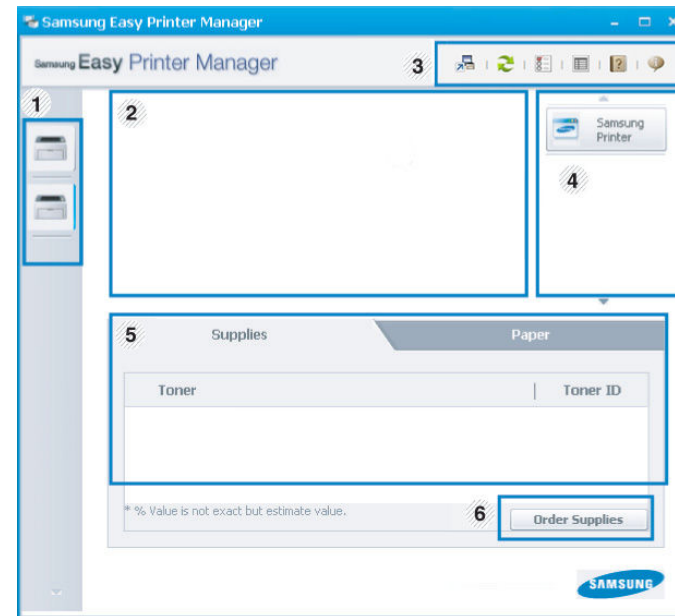 Samsung Easy Printer Manager
Samsung Easy Printer Manager
3
1
2
Samsung
Printer
4
5
Supplies
Paper
Toner
Toner ID
* % Value is not exact but estimate value.
6
Order Supplies
SAMSUNG